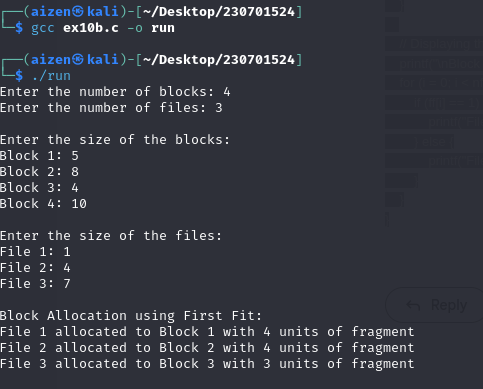 ┌──(aizen㉿kali)-[~/Desktop/230701524]
└─$ gcc ex10b.c -o run
┌──(aizen㉿kali)-[~/Desktop/230701524]
└─$ ./run
Enter the number of blocks: 4
Enter the number of files: 3
Enter the size of the blocks:
Block 1: 5
Block 2: 8
Block 3: 4
Block 4: 10
Enter the size of the files:
File 1: 1
File 2: 4
File 3: 7
Block Allocation using First Fit:
File 1 allocated to Block 1 with 4 units of fragment
File 2 allocated to Block 2 with 4 units of fragment
File 3 allocated to Block 3 with 3 units of fragment
Reply